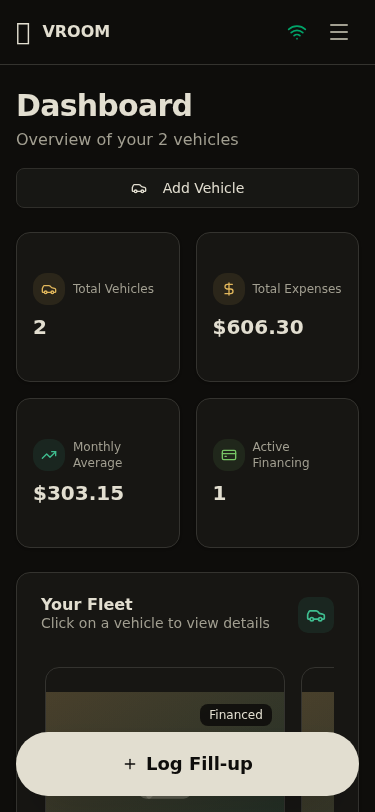 VROOM
Dashboard
Overview of your 2 vehicles
Add Vehicle
Total Vehicles
2
Total Expenses
$606.30
Monthly
Average
$303.15
Active
Financing
1
Your Fleet
Click on a vehicle to view details
Financed
+ Log Fill-up